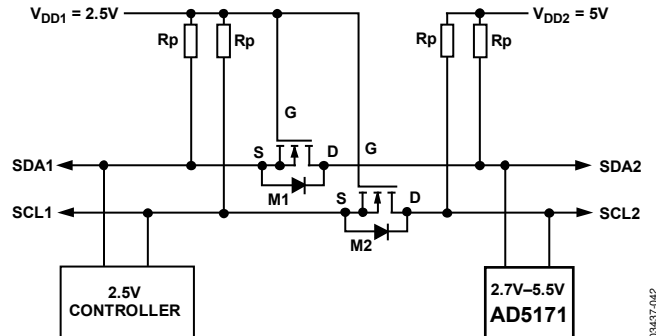 VDD1 = 2.5V
VDD2 = 5V
Rp
Rp
Rp
Rp
G
G
S
D
SDA1
SDA2
M1
S
D
SCL1
SCL2
M2
2.5V
CONTROLLER
2.7V–5.5V
AD5171
03437-042